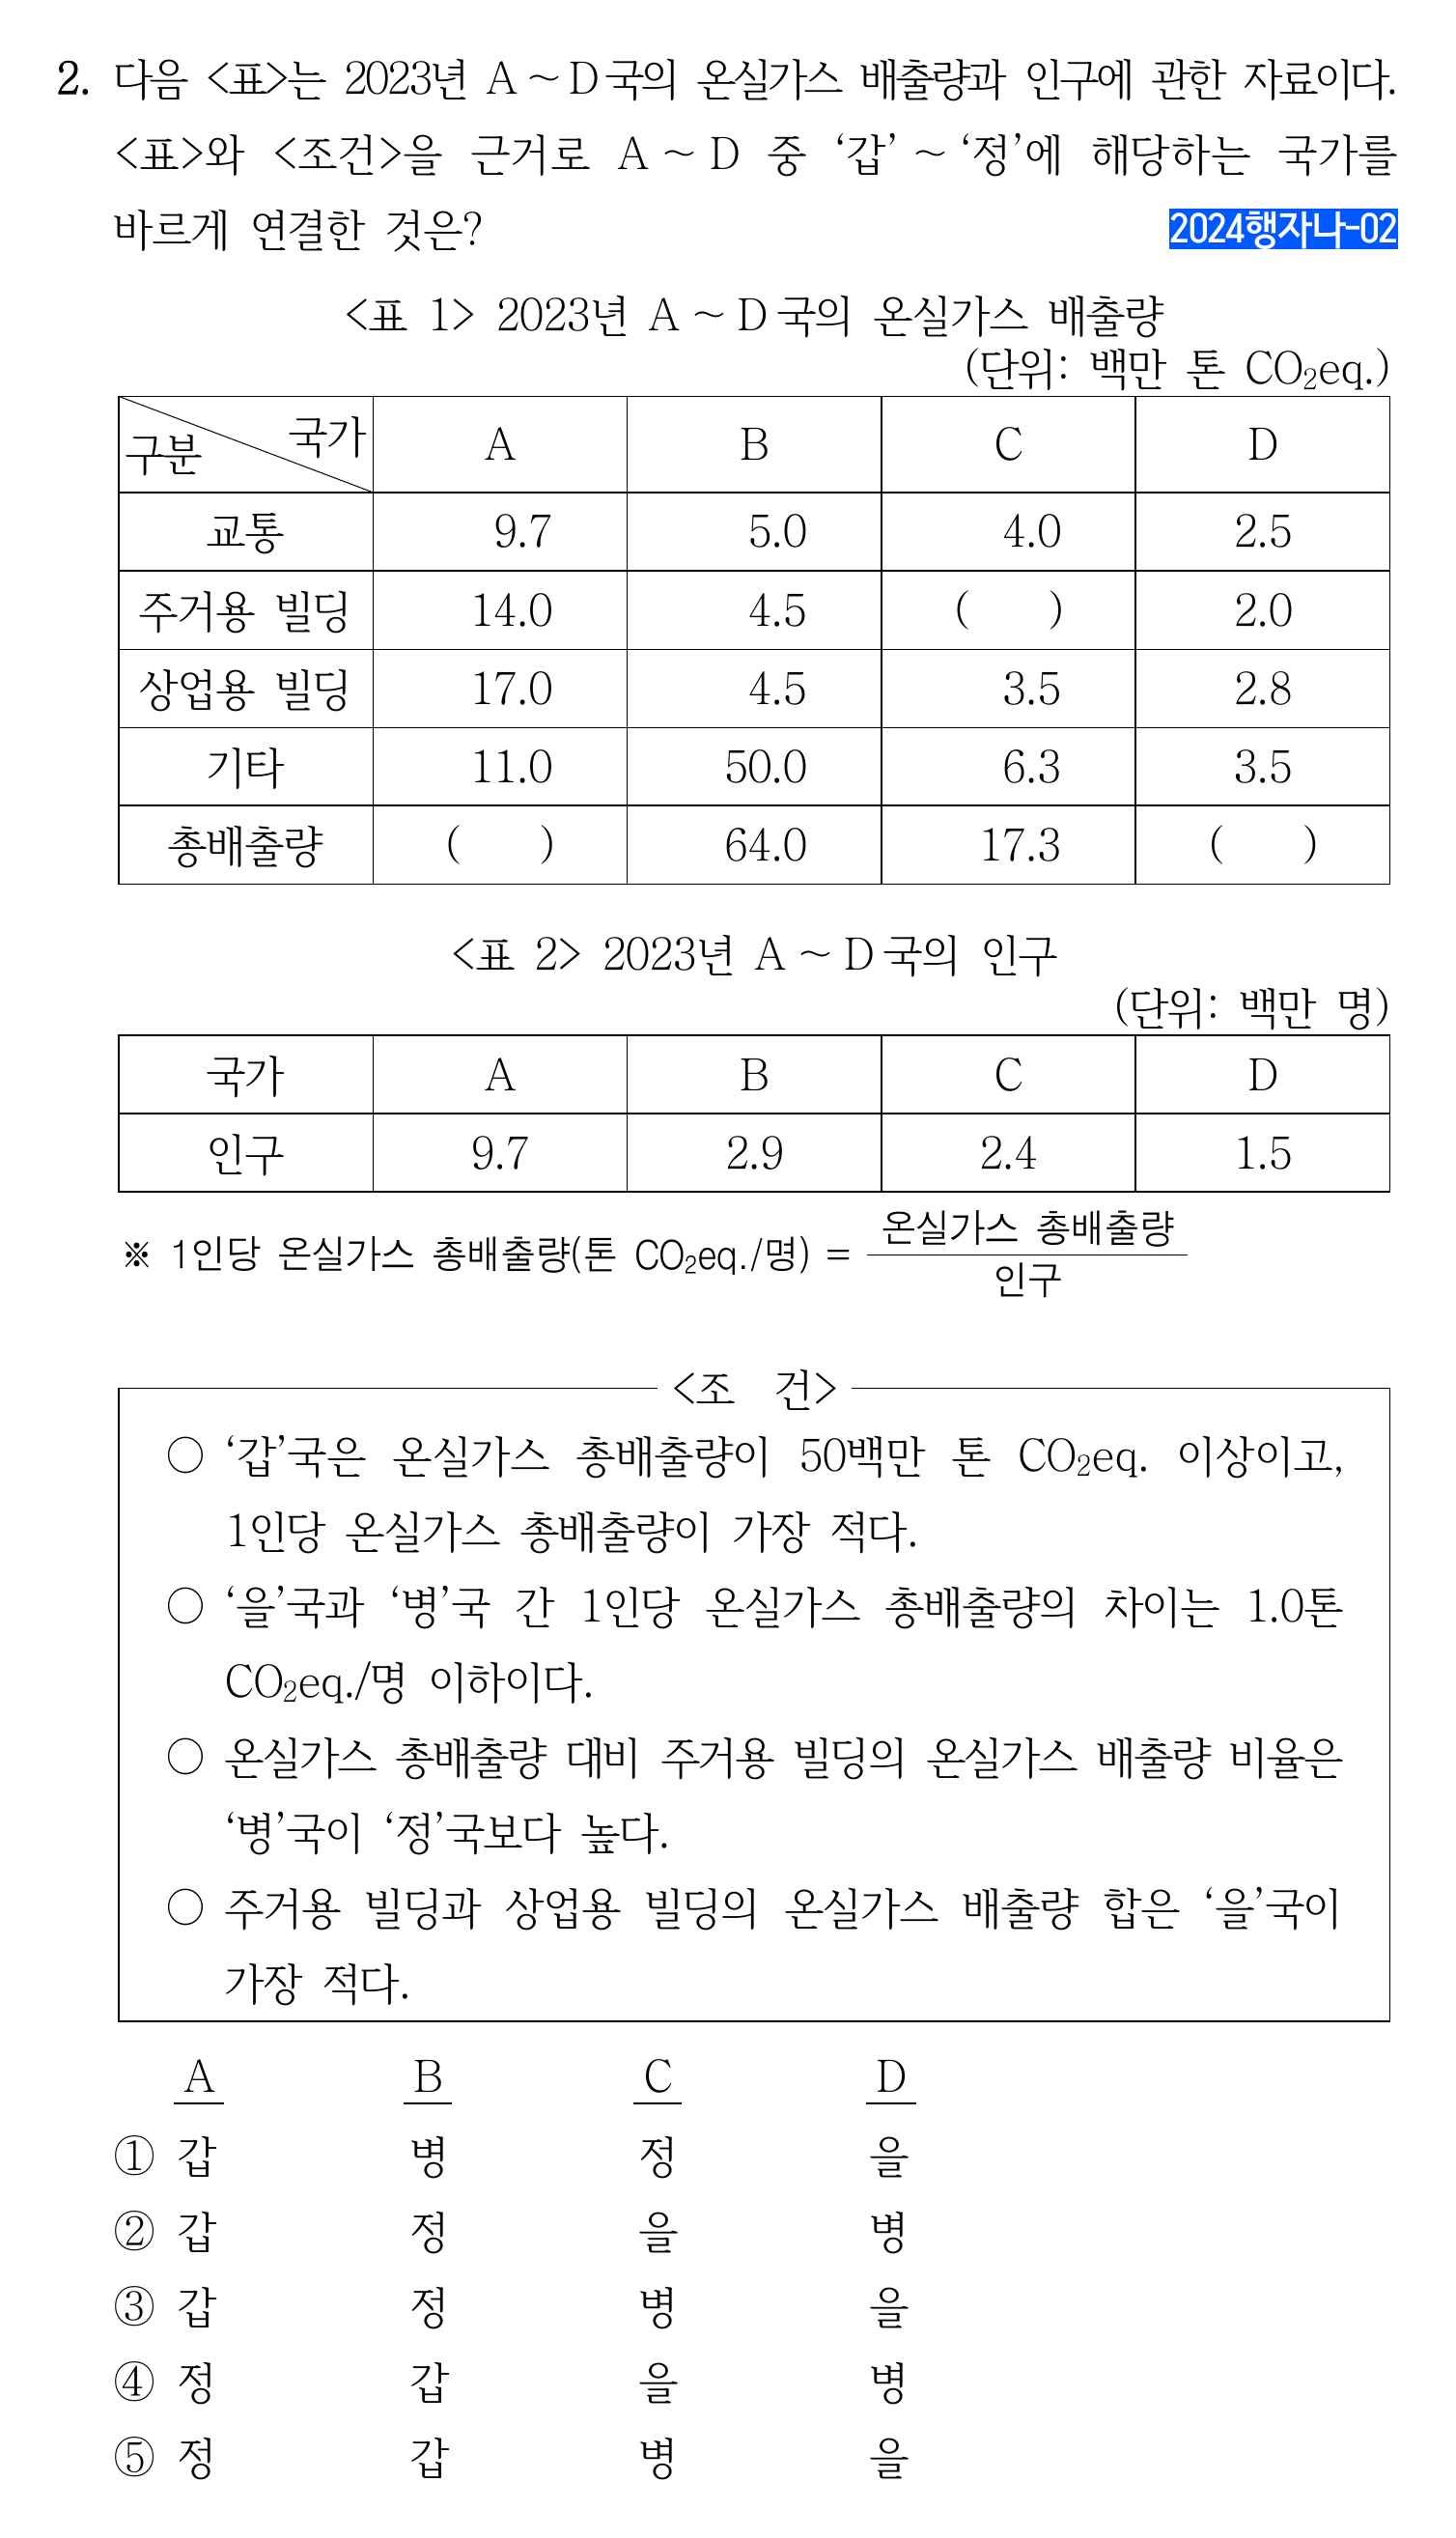 2. 다음 <표>는 2023년 A ~ D국의 온실가스 배출량과 인구에 관한 자료이다.
<표>와 <조건>을 근거로 A ~ D 중 ‘갑’ ~ ‘정’에 해당하는 국가를
바르게 연결한 것은? 2024행자나-02
<표 1> 2023년 A ~ D국의 온실가스 배출량
(단위: 백만 톤 CO₂eq.)
구분 국가 A B C D
교통 9.7 5.0 4.0 2.5
주거용 빌딩 14.0 4.5 ( ) 2.0
상업용 빌딩 17.0 4.5 3.5 2.8
기타 11.0 50.0 6.3 3.5
총배출량 ( ) 64.0 17.3 ( )
<표 2> 2023년 A ~ D국의 인구
(단위: 백만 명)
국가 A B C D
인구 9.7 2.9 2.4 1.5
※ 1인당 온실가스 총배출량(톤 CO₂eq./명) = 온실가스 총배출량
인구
<조 건>
○ ‘갑’국은 온실가스 총배출량이 50백만 톤 CO₂eq. 이상이고,
1인당 온실가스 총배출량이 가장 적다.
○ ‘을’국과 ‘병’국 간 1인당 온실가스 총배출량의 차이는 1.0톤
CO₂eq./명 이하이다.
○ 온실가스 총배출량 대비 주거용 빌딩의 온실가스 배출량 비율은
‘병’국이 ‘정’국보다 높다.
○ 주거용 빌딩과 상업용 빌딩의 온실가스 배출량 합은 ‘을’국이
가장 적다.
A B C D
① 갑 병 정 을
② 갑 정 을 병
③ 갑 정 병 을
④ 정 갑 을 병
⑤ 정 갑 병 을